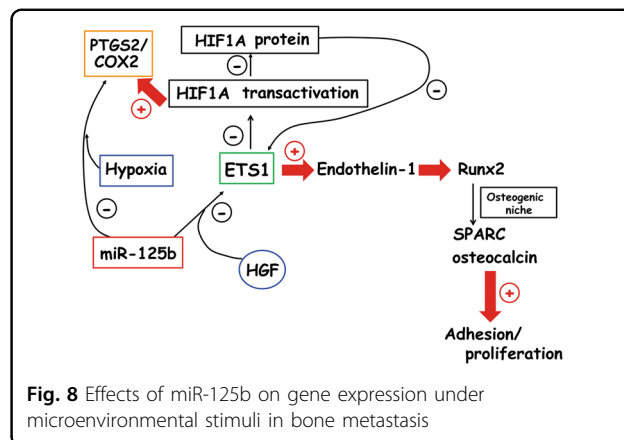 PTGS2/
COX2
HIF1A protein
HIF1A transactivation
ETS1
Endothelin-1
Runx2
Osteogenic
niche
SPARC
osteocalcin
Adhesion/
proliferation
Hypoxia
miR-125b
HGF
+
-
-
-
+
-
-
+
Fig. 8 Effects of miR-125b on gene expression under
microenvironmental stimuli in bone metastasis